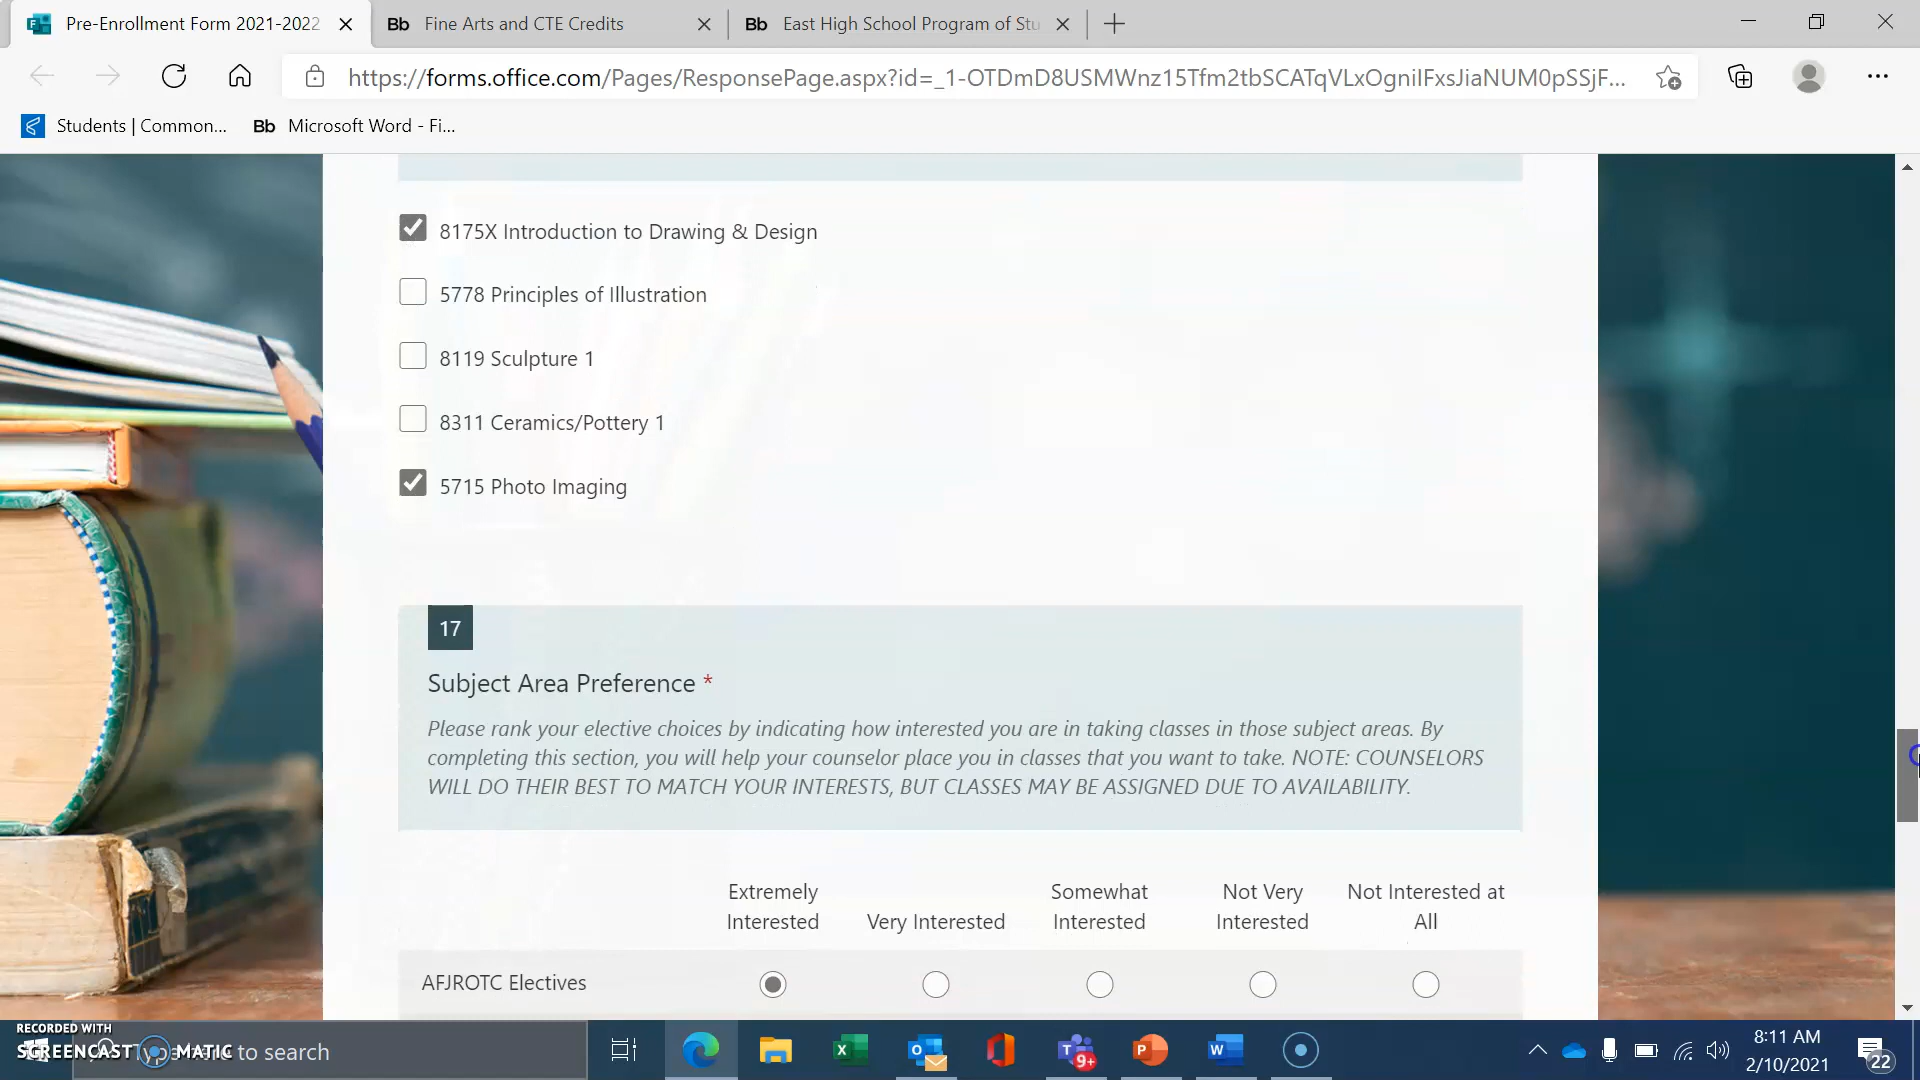 Pre-Enrollment Form 2021-2022
Bb Fine Arts and CTE Credits
Bb East High School Program of Stu
https://forms.office.com/Pages/ResponsePage.aspx?id=_1-OTDmD8USMWnz15Tfm2tbSCATqVLxOgniIFxsJiaNUM0pSSjF...
Students | Common...
Bb Microsoft Word - Fi...
8175X Introduction to Drawing & Design
5778 Principles of Illustration
8119 Sculpture 1
8311 Ceramics/Pottery 1
5715 Photo Imaging
17
Subject Area Preference *
Please rank your elective choices by indicating how interested you are in taking classes in those subject areas. By
completing this section, you will help your counselor place you in classes that you want to take. NOTE: COUNSELORS
WILL DO THEIR BEST TO MATCH YOUR INTERESTS, BUT CLASSES MAY BE ASSIGNED DUE TO AVAILABILITY.
Extremely
Interested
Very Interested
Somewhat
Interested
Not Very
Interested
Not Interested at
All
AFJROTC Electives
RECORDED WITH
SCREENCAST MATIC
Type here to search
9+
8:11 AM
2/10/2021
22